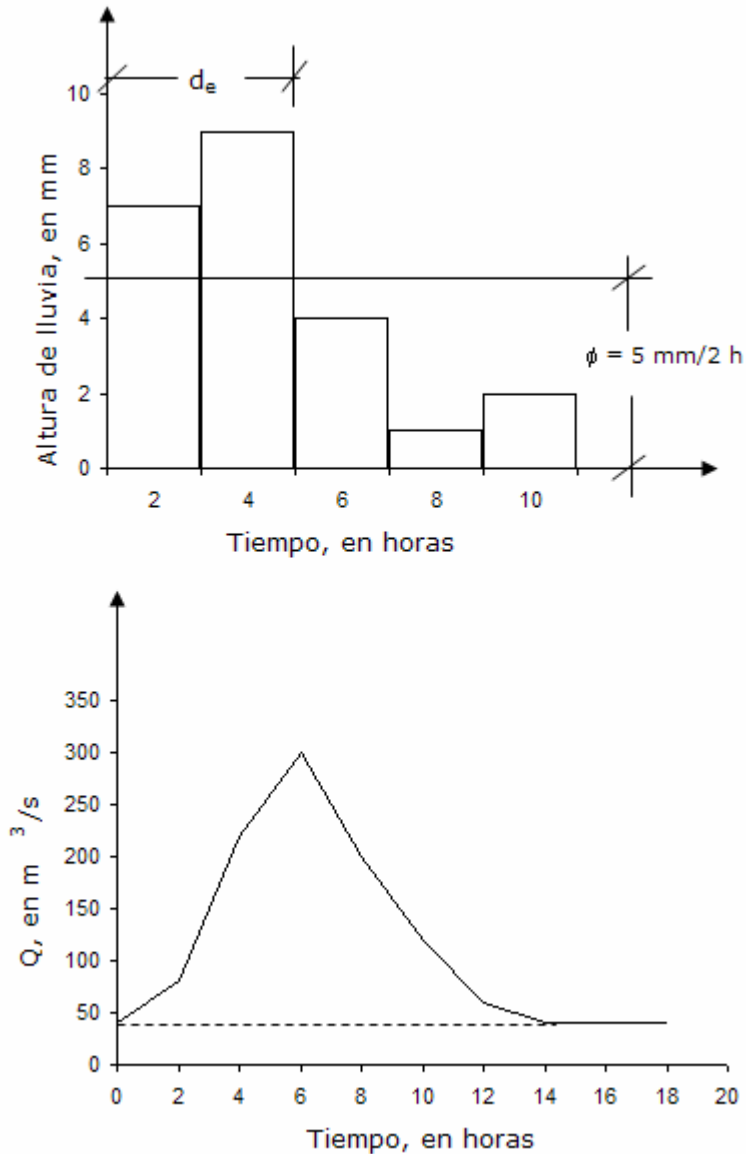 dₑ
10
8
6
4
2
0
Altura de lluvia, en mm
ϕ = 5 mm/2 h
2 4 6 8 10
Tiempo, en horas
350
300
250
200
150
100
50
0
Q, en m ³/s
0 2 4 6 8 10 12 14 16 18 20
Tiempo, en horas